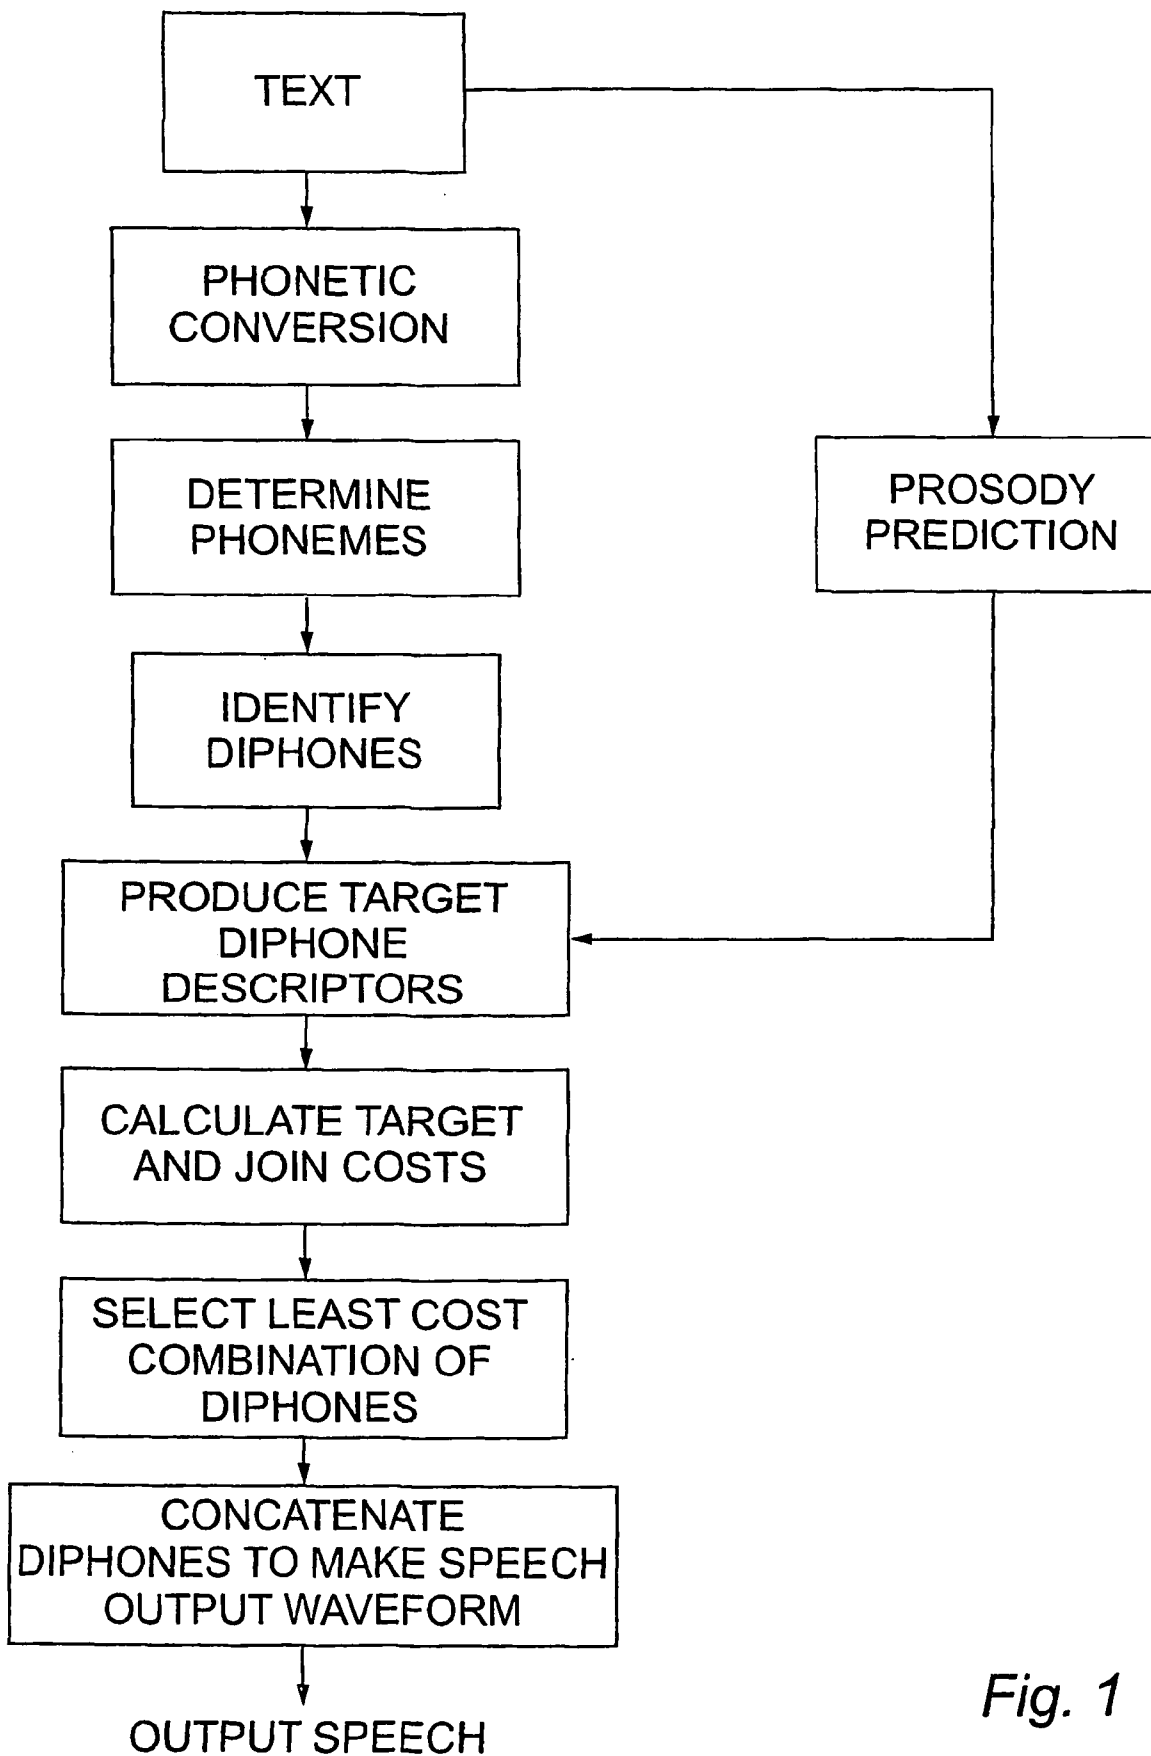 TEXT
PHONETIC
CONVERSION
DETERMINE
PHONEMES
PROSODY
PREDICTION
IDENTIFY
DIPHONES
PRODUCE TARGET
DIPHONE
DESCRIPTORS
CALCULATE TARGET
AND JOIN COSTS
SELECT LEAST COST
COMBINATION OF
DIPHONES
CONCATENATE
DIPHONES TO MAKE SPEECH
OUTPUT WAVEFORM
OUTPUT SPEECH
Fig. 1